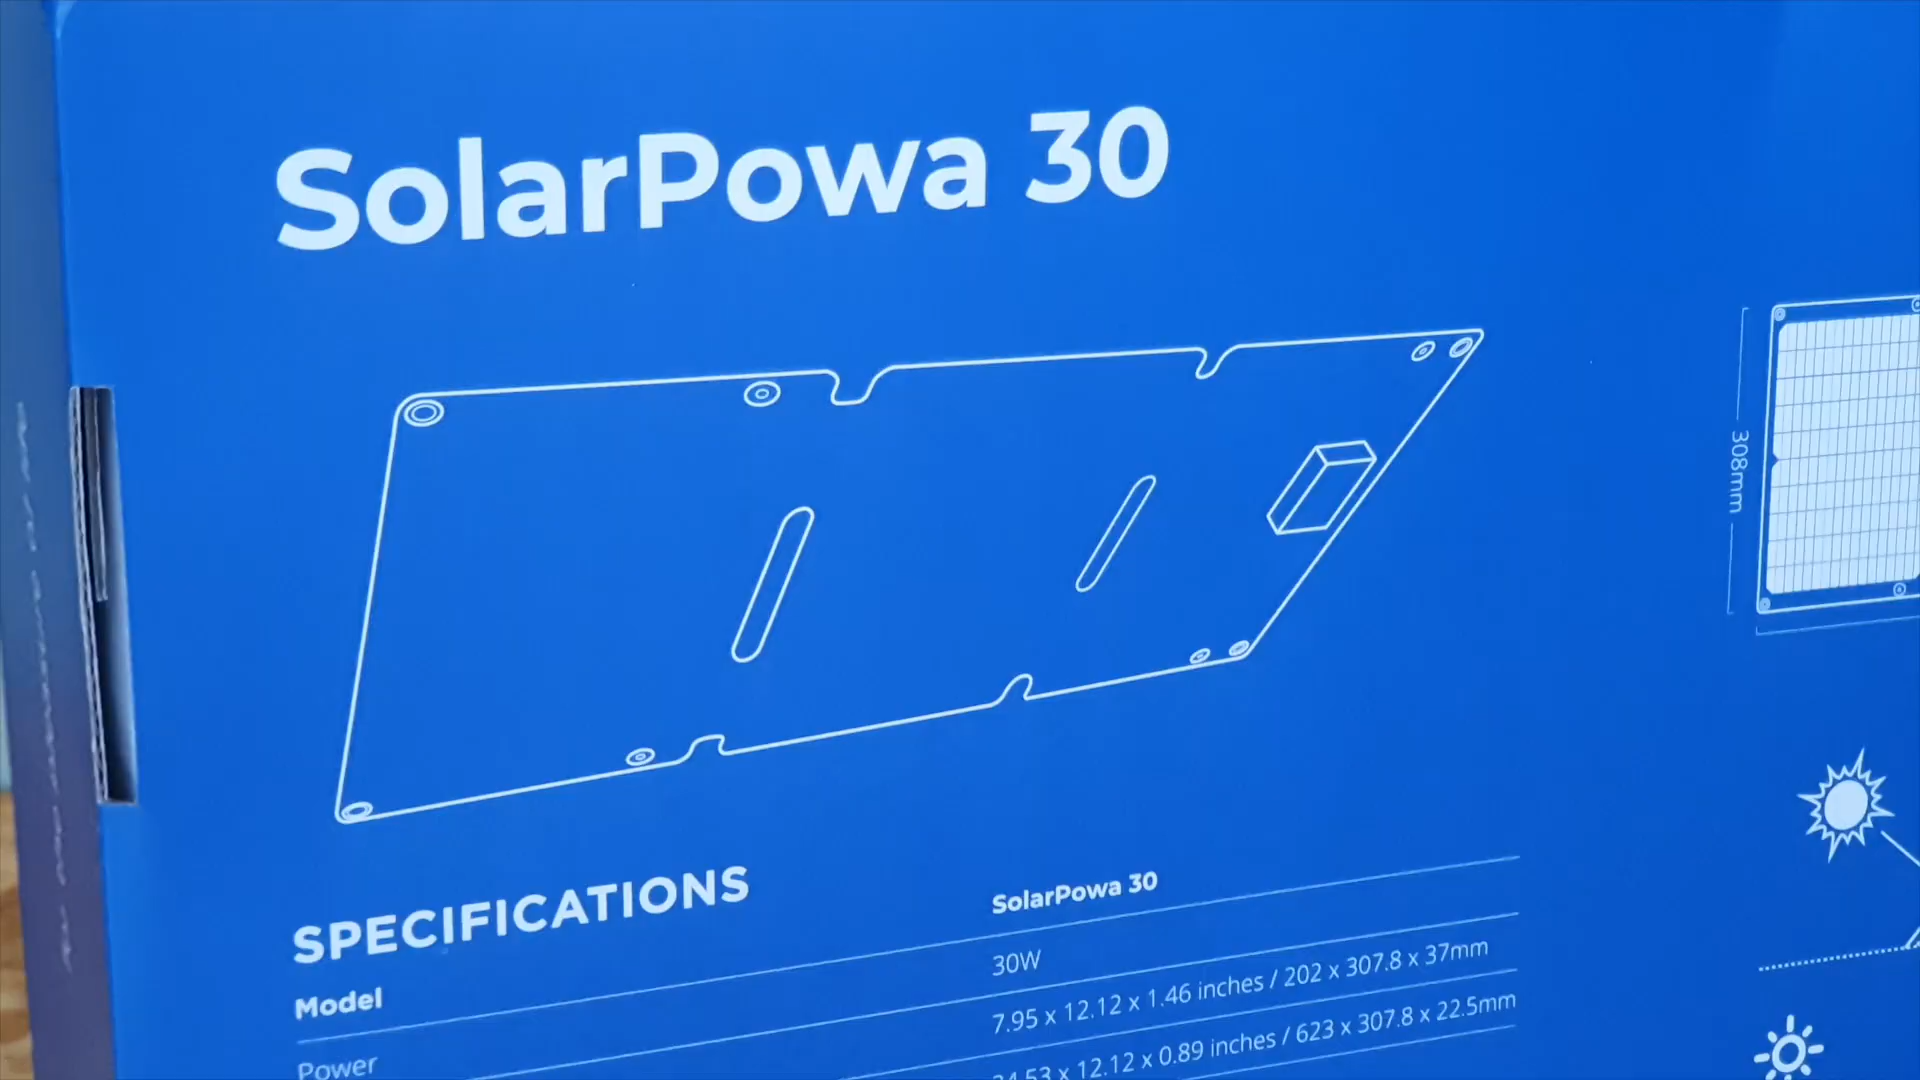 SolarPowa 30
308mm
SPECIFICATIONS
Model SolarPowa 30
Power 30W
7.95 x 12.12 x 1.46 inches / 202 x 307.8 x 37mm
x 12.12 x 0.89 inches / 623 x 307.8 x 22.5mm